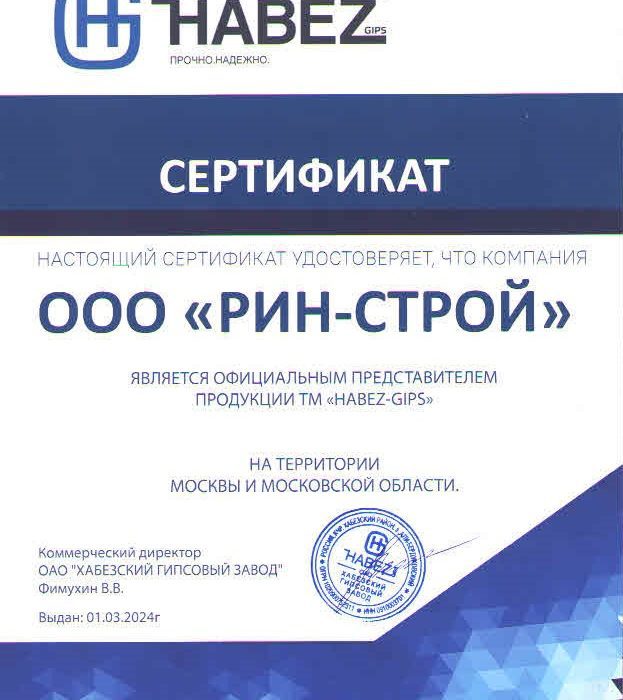 HABEZ
GIPS
ПРОЧНО.НАДЕЖНО.
СЕРТИФИКАТ
НАСТОЯЩИЙ СЕРТИФИКАТ УДОСТОВЕРЯЕТ, ЧТО КОМПАНИЯ
ООО «РИН-СТРОЙ»
ЯВЛЯЕТСЯ ОФИЦИАЛЬНЫМ ПРЕДСТАВИТЕЛЕМ
ПРОДУКЦИИ ТМ «HABEZ-GIPS»
НА ТЕРРИТОРИИ
МОСКВЫ И МОСКОВСКОЙ ОБЛАСТИ.
Коммерческий директор
ОАО "ХАБЕЗСКИЙ ГИПСОВЫЙ ЗАВОД"
Фимухин В.В.
Выдан: 01.03.2024г
HABEZ
ХАБЕЗСКИЙ
ГИПСОВЫЙ
ЗАВОД